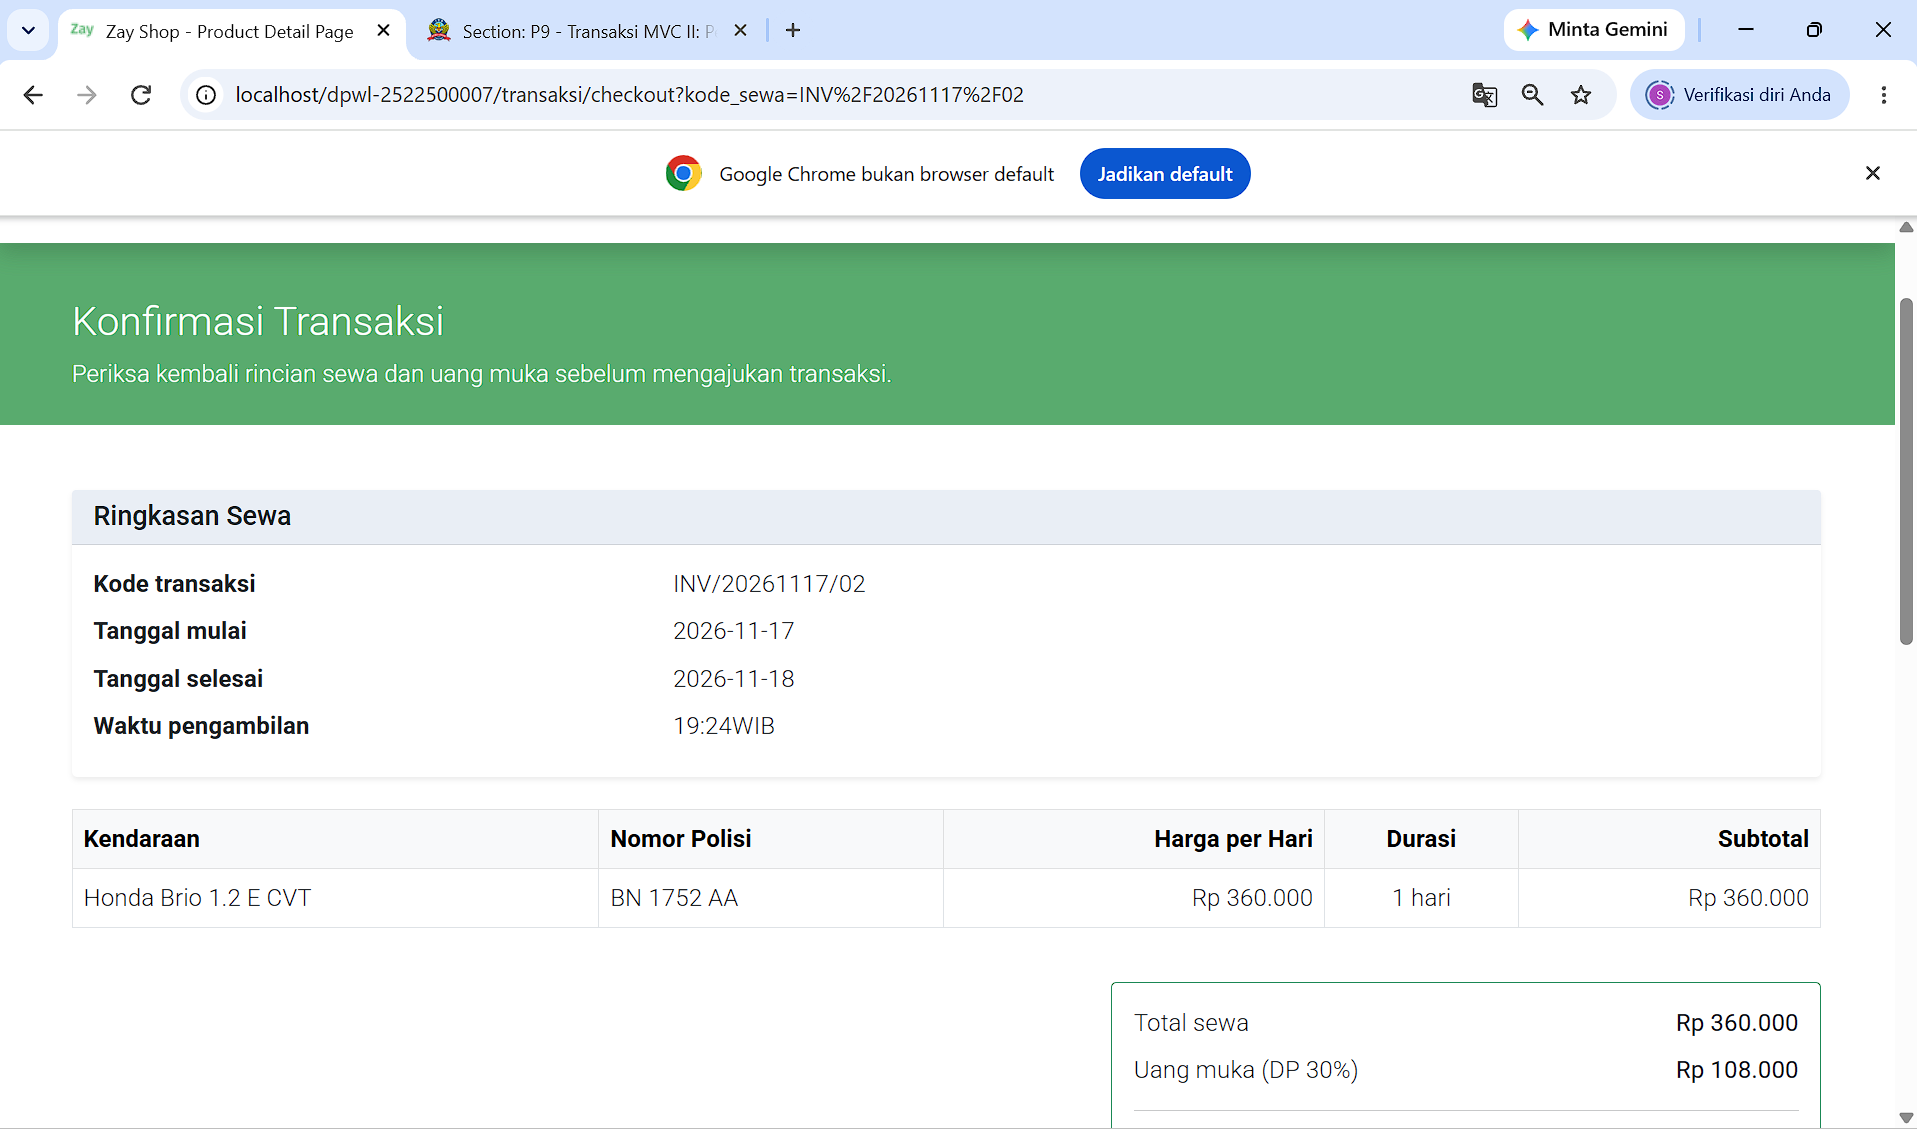 Zay Zay Shop - Product Detail Page
Section: P9 - Transaksi MVC II: P
Minta Gemini
localhost/dpwl-2522500007/transaksi/checkout?kode_sewa=INV%2F20261117%2F02
S Verifikasi diri Anda
Google Chrome bukan browser default
Jadikan default
Konfirmasi Transaksi
Periksa kembali rincian sewa dan uang muka sebelum mengajukan transaksi.
Ringkasan Sewa
Kode transaksi INV/20261117/02
Tanggal mulai 2026-11-17
Tanggal selesai 2026-11-18
Waktu pengambilan 19:24WIB
Kendaraan Nomor Polisi Harga per Hari Durasi Subtotal
Honda Brio 1.2 E CVT BN 1752 AA Rp 360.000 1 hari Rp 360.000
Total sewa Rp 360.000
Uang muka (DP 30%) Rp 108.000